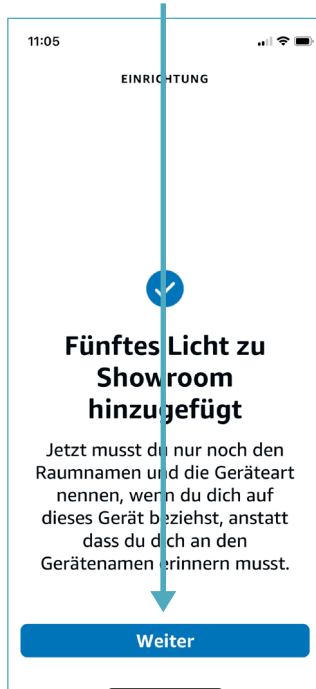 11:05
EINRICHTUNG
Fünftes Licht zu
Showroom
hinzugefügt
Jetzt musst du nur noch den
Raumnamen und die Geräteart
nennen, wenn du dich auf
dieses Gerät beziehst, anstatt
dass du dich an den
Gerätenamen erinnern musst.
Weiter